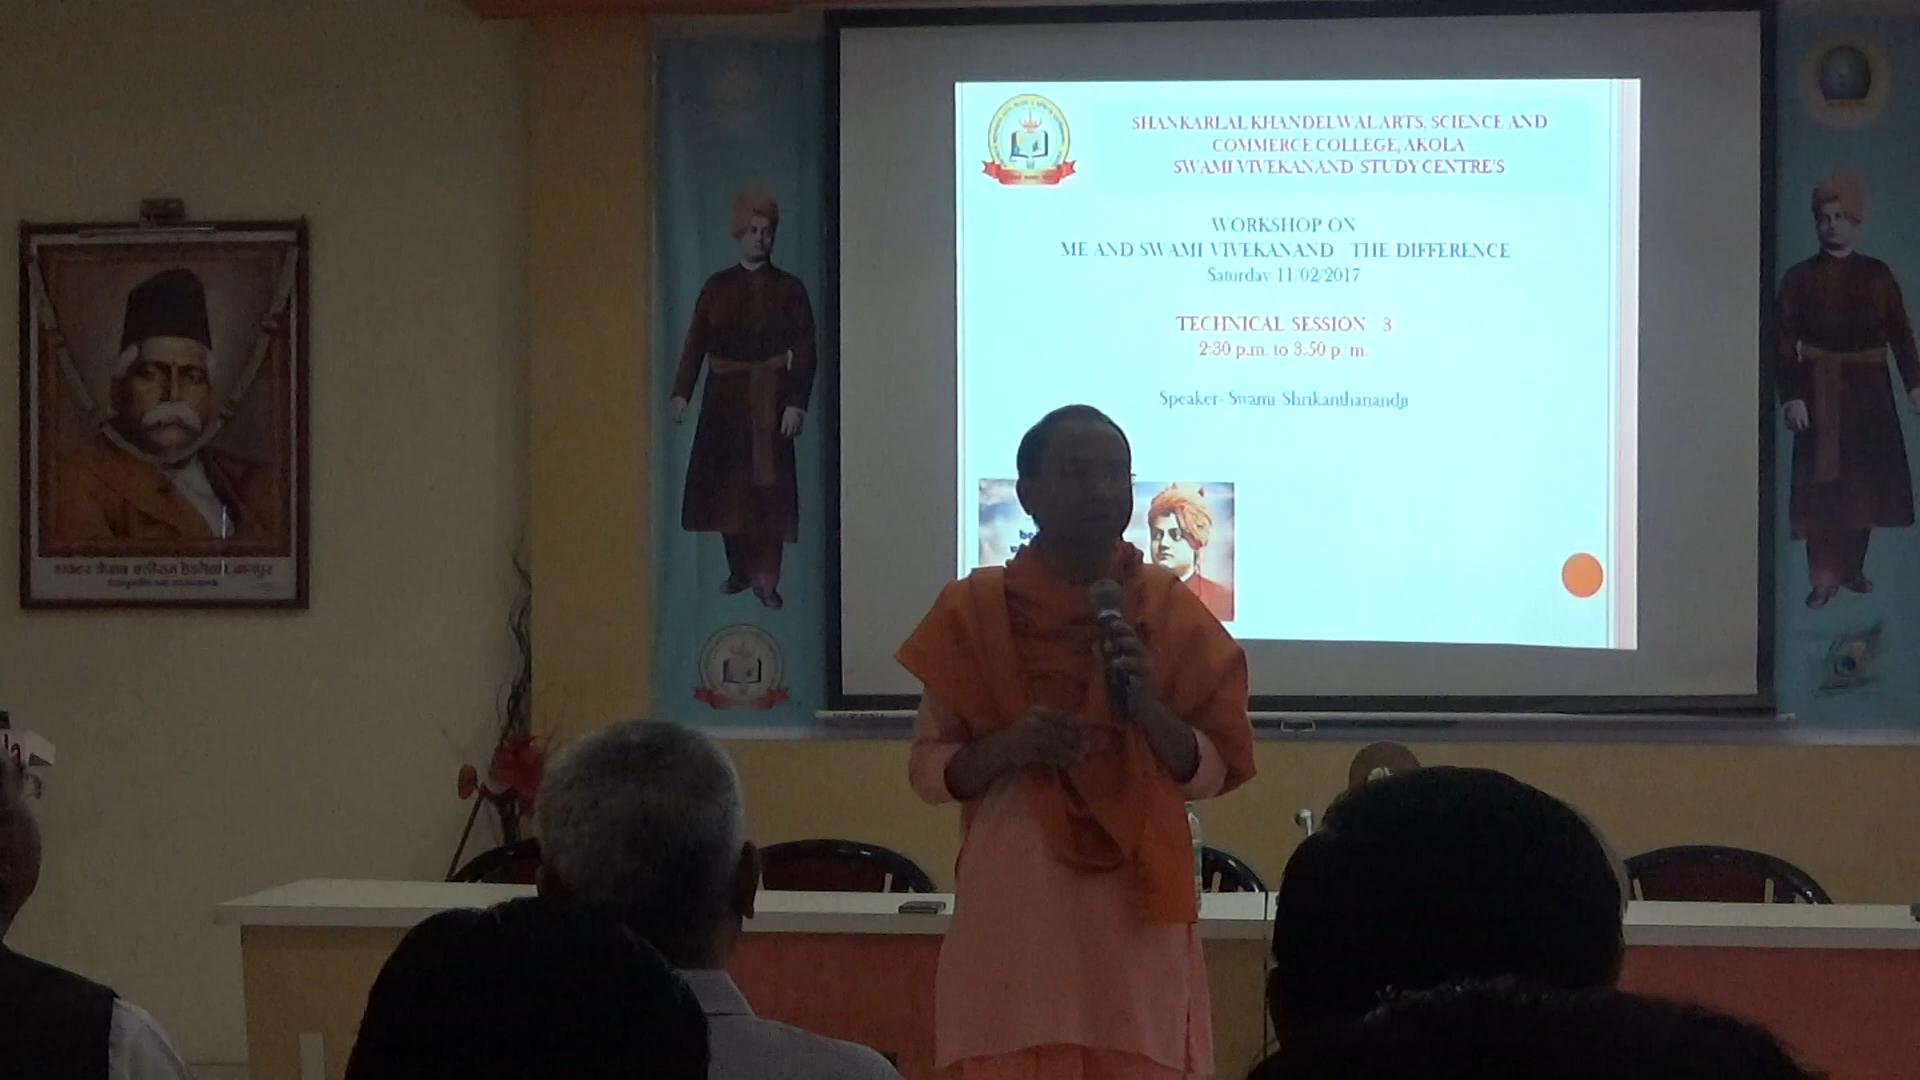 SHANKARLAL KHANDELWAL ARTS, SCIENCE AND
COMMERCE COLLEGE, AKOLA
SWAMI VIVEKANAND STUDY CENTRE'S
WORKSHOP ON
ME AND SWAMI VIVEKANAND THE DIFFERENCE
Saturday 11/02/2017
TECHNICAL SESSION 3
2:30 p.m. to 3:50 p. m.
Speaker- Swami Shrikanthanandji